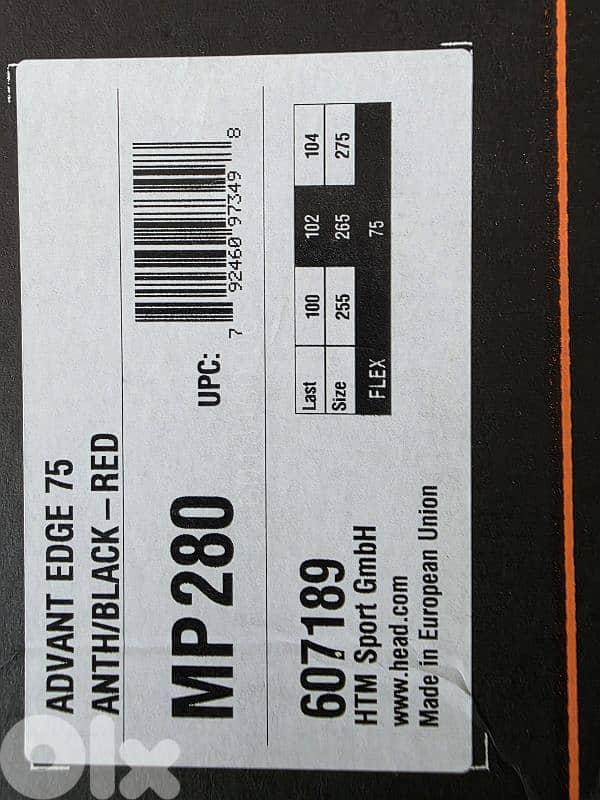 ADVANT EDGE 75
ANTH/BLACK – RED
MP 280
UPC:
7 92460 97349 8
607189
HTM Sport GmbH
www.head.com
Made in European Union
Last 100 102 104
Size 255 265 275
FLEX 75
Olx